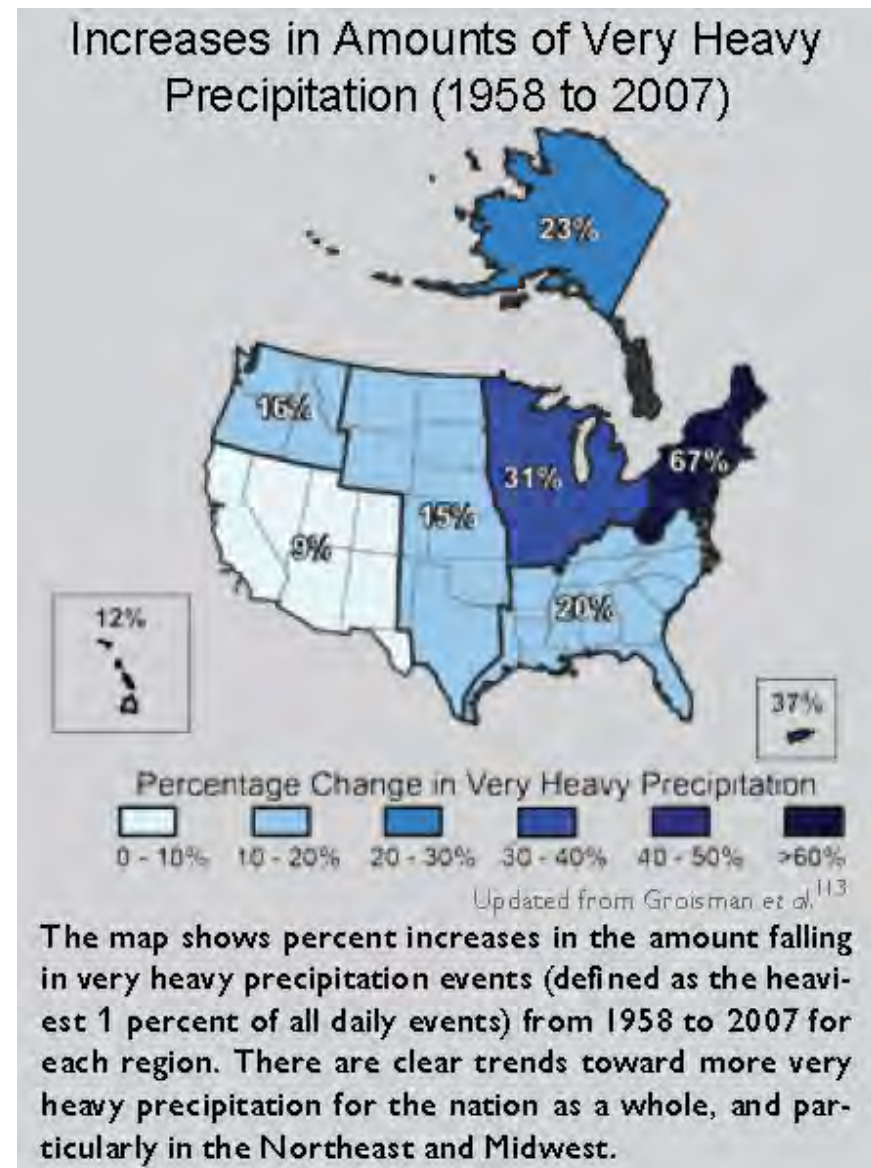 Increases in Amounts of Very Heavy
Precipitation (1958 to 2007)
23%
16%
67%
31%
15%
9%
20%
12%
37%
Percentage Change in Very Heavy Precipitation
0 - 10% 10 - 20% 20 - 30% 30 - 40% 40 - 50% >60%
Updated from Groisman et al.113
The map shows percent increases in the amount falling
in very heavy precipitation events (defined as the heavi-
est 1 percent of all daily events) from 1958 to 2007 for
each region. There are clear trends toward more very
heavy precipitation for the nation as a whole, and par-
ticularly in the Northeast and Midwest.